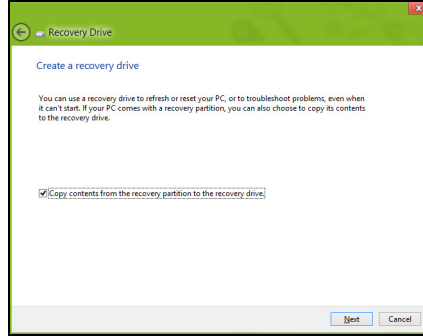 Recovery Drive
Create a recovery drive
You can use a recovery drive to refresh or reset your PC, or to troubleshoot problems, even when
it can't start. If your PC comes with a recovery partition, you can also choose to copy its contents
to the recovery drive.
Copy contents from the recovery partition to the recovery drive.
Next Cancel